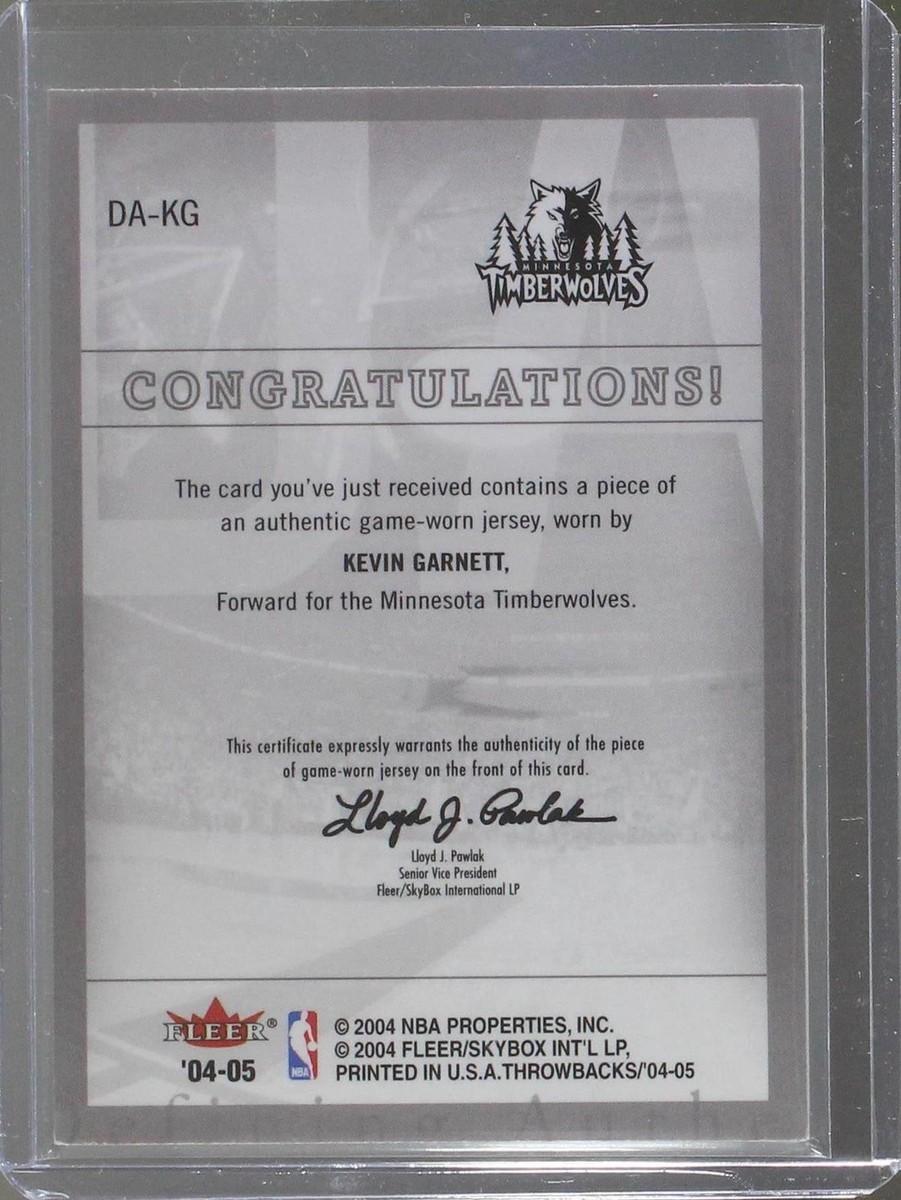 DA-KG
MINNESOTA
TIMBERWOLVES
CONGRATULATIONS!
The card you've just received contains a piece of
an authentic game-worn jersey, worn by
KEVIN GARNETT,
Forward for the Minnesota Timberwolves.
This certificate expressly warrants the authenticity of the piece
of game-worn jersey on the front of this card.
Lloyd J. Pawlak
Lloyd J. Pawlak
Senior Vice President
Fleer/SkyBox International LP
FLEER®
'04-05
NBA
© 2004 NBA PROPERTIES, INC.
© 2004 FLEER/SKYBOX INT'L LP,
PRINTED IN U.S.A.THROWBACKS/'04-05